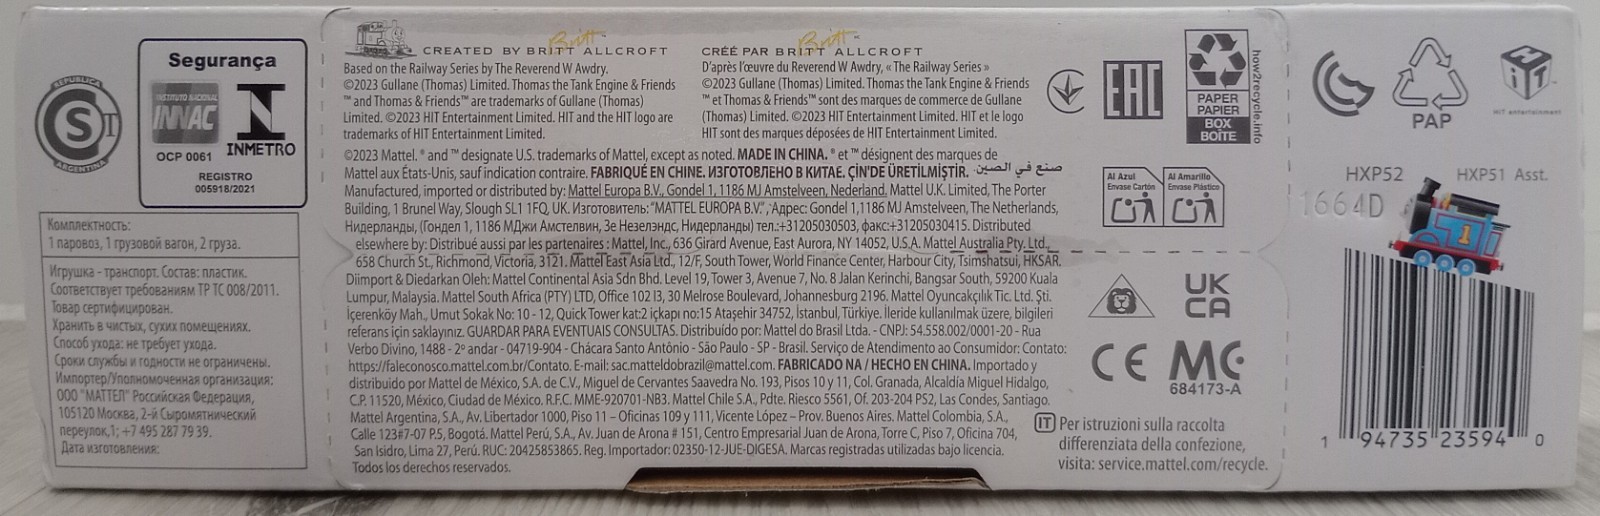 REPUBLICA
S
ARGENTINA
Segurança
INSTITUTO NACIONAL
INNAC
OCP 0061
INMETRO
REGISTRO
005918/2021
Комплектность:
1 паровоз, 1 грузовой вагон, 2 груза.
Игрушка - транспорт. Состав: пластик.
Соответствует требованиям ТР ТС 008/2011.
Товар сертифицирован.
Хранить в чистых, сухих помещениях.
Способ ухода: не требует ухода.
Сроки службы и годности не ограничены.
Импортер/Уполномоченная организация:
ООО "МАТТЕЛ" Российская Федерация,
105120 Москва, 2-й Сыромятнический
переулок,1; +7 495 287 79 39.
Дата изготовления:
CREATED BY BRITT ALLCROFT
Based on the Railway Series by The Reverend W Awdry.
©2023 Gullane (Thomas) Limited. Thomas the Tank Engine & Friends
™ and Thomas & Friends™ are trademarks of Gullane (Thomas)
Limited. ©2023 HIT Entertainment Limited. HIT and the HIT logo are
trademarks of HIT Entertainment Limited.
CRÉÉ PAR BRITT ALLCROFT
D'après l'œuvre du Reverend W Awdry, « The Railway Series »
©2023 Gullane (Thomas) Limited. Thomas the Tank Engine & Friends
™ et Thomas & Friends™ sont des marques de commerce de Gullane
(Thomas) Limited. ©2023 HIT Entertainment Limited. HIT et le logo
HIT sont des marques déposées de HIT Entertainment Limited.
©2023 Mattel. ® and ™ designate U.S. trademarks of Mattel, except as noted. MADE IN CHINA. ® et ™ désignent des marques de
Mattel aux États-Unis, sauf indication contraire. FABRIQUÉ EN CHINE. ИЗГОТОВЛЕНО В КИТАЕ. ÇİN'DE ÜRETİLMİŞTİR. صنع في الصين.
Manufactured, imported or distributed by: Mattel Europa B.V., Gondel 1, 1186 MJ Amstelveen, Nederland. Mattel U.K. Limited, The Porter
Building, 1 Brunel Way, Slough SL1 1FQ, UK. Изготовитель: "MATTEL EUROPA B.V.", Адрес: Gondel 1,1186 MJ Amstelveen, The Netherlands,
Нидерланды, (Гондел 1, 1186 МДжи Амстелвин, Зе Незелэндс, Нидерланды) тел.:+31205030503, факс:+31205030415. Distributed
elsewhere by: Distribué aussi par les partenaires : Mattel, Inc., 636 Girard Avenue, East Aurora, NY 14052, U.S.A. Mattel Australia Pty. Ltd.,
658 Church St., Richmond, Victoria, 3121. Mattel East Asia Ltd., 12/F, South Tower, World Finance Center, Harbour City, Tsimshatsui, HKSAR.
Diimport & Diedarkan Oleh: Mattel Continental Asia Sdn Bhd. Level 19, Tower 3, Avenue 7, No. 8 Jalan Kerinchi, Bangsar South, 59200 Kuala
Lumpur, Malaysia. Mattel South Africa (PTY) LTD, Office 102 I3, 30 Melrose Boulevard, Johannesburg 2196. Mattel Oyuncakçılık Tic. Ltd. Şti.
İçerenköy Mah., Umut Sokak No: 10 - 12, Quick Tower kat:2 içkapı no:15 Ataşehir 34752, İstanbul, Türkiye. İleride kullanılmak üzere, bilgileri
referans için saklayınız. GUARDAR PARA EVENTUAIS CONSULTAS. Distribuído por: Mattel do Brasil Ltda. - CNPJ: 54.558.002/0001-20 - Rua
Verbo Divino, 1488 - 2º andar - 04719-904 - Chácara Santo Antônio - São Paulo - SP - Brasil. Serviço de Atendimento ao Consumidor: Contato:
https://faleconosco.mattel.com.br/Contato. E-mail: sac.matteldobrazil@mattel.com. FABRICADO NA / HECHO EN CHINA. Importado y
distribuido por Mattel de México, S.A. de C.V., Miguel de Cervantes Saavedra No. 193, Pisos 10 y 11, Col. Granada, Alcaldía Miguel Hidalgo,
C.P. 11520, México, Ciudad de México. R.F.C. MME-920701-NB3. Mattel Chile S.A., Pdte. Riesco 5561, Of. 203-204 PS2, Las Condes, Santiago.
Mattel Argentina, S.A., Av. Libertador 1000, Piso 11 – Oficinas 109 y 111, Vicente López – Prov. Buenos Aires. Mattel Colombia, S.A.,
Calle 123#7-07 P.5, Bogotá. Mattel Perú, S.A., Av. Juan de Arona # 151, Centro Empresarial Juan de Arona, Torre C, Piso 7, Oficina 704,
San Isidro, Lima 27, Perú. RUC: 20425853865. Reg. Importador: 02350-12-JUE-DIGESA. Marcas registradas utilizadas bajo licencia.
Todos los derechos reservados.
EAC
PAPER
PAPIER
BOX
BOÎTE
how2recycle.info
Al Azul
Envase Cartón
Al Amarillo
Envase Plástico
UK
CA
CE
684173-A
IT Per istruzioni sulla raccolta
differenziata della confezione,
visita: service.mattel.com/recycle.
PAP
HiT
HIT entertainment
HXP52
HXP51 Asst.
1664D
1
1 94735 23594 0